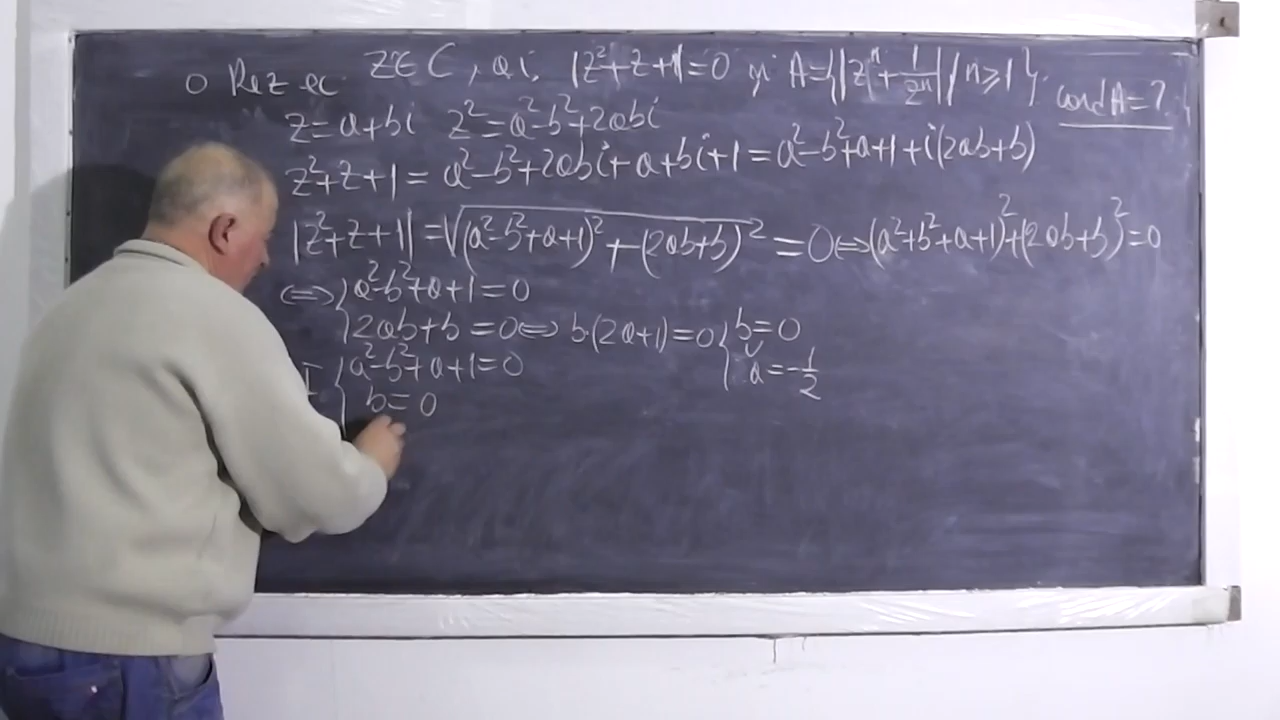 o Rez ec z∈C, a.i. |z²+z+1|=0 și A={|zⁿ+1/zⁿ| / n≥1}. card A=?
z=a+bi z²=a²-b²+2abi
z²+z+1= a²-b²+2abi+a+bi+1=a²-b²+a+1+i(2ab+b)
|z²+z+1|=√(a²-b²+a+1)²+(2ab+b)²=0⇔(a²+b²+a+1)²+(2ab+b)²=0
⇔{a²-b²+a+1=0
2ab+b=0⇔b·(2a+1)=0{b=0
∨
a=-1/2
I {a²-b²+a+1=0
b=0